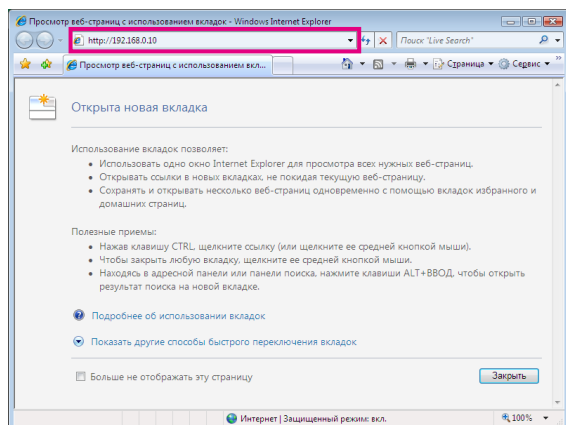 Просмотр веб-страниц с использованием вкладок - Windows Internet Explorer
http://192.168.0.10
Поиск "Live Search"
Просмотр веб-страниц с использованием вкл...
Страница
Сервис
Открыта новая вкладка
Использование вкладок позволяет:
• Использовать одно окно Internet Explorer для просмотра всех нужных веб-страниц.
• Открывать ссылки в новых вкладках, не покидая текущую веб-страницу.
• Сохранять и открывать несколько веб-страниц одновременно с помощью вкладок избранного и
домашних страниц.
Полезные приемы:
• Нажав клавишу CTRL, щелкните ссылку (или щелкните ее средней кнопкой мыши).
• Чтобы закрыть любую вкладку, щелкните ее средней кнопкой мыши.
• Находясь в адресной панели или панели поиска, нажмите клавиши ALT+ВВОД, чтобы открыть
результат поиска на новой вкладке.
Подробнее об использовании вкладок
Показать другие способы быстрого переключения вкладок
Больше не отображать эту страницу
Закрыть
Интернет | Защищенный режим: вкл.
100%